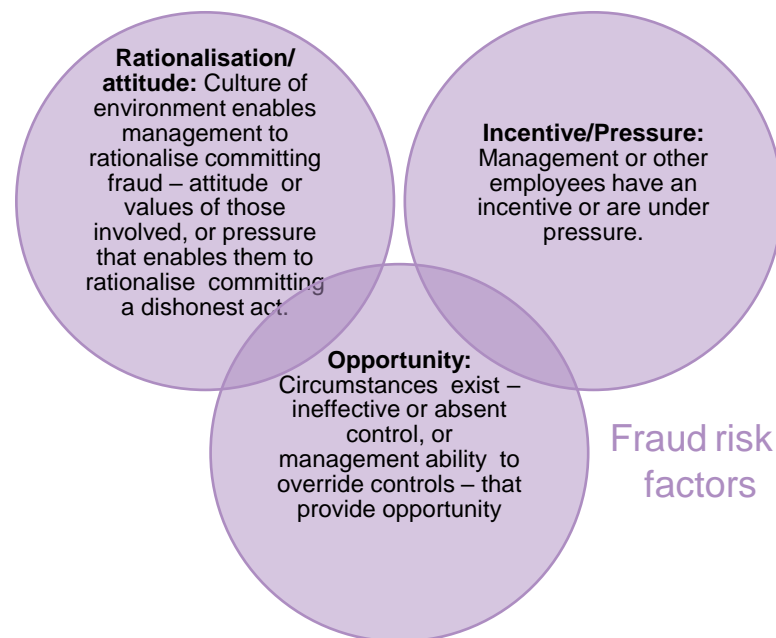 Rationalisation/
attitude: Culture of
environment enables
management to
rationalise committing
fraud – attitude or
values of those
involved, or pressure
that enables them to
rationalise committing
a dishonest act.
Incentive/Pressure:
Management or other
employees have an
incentive or are under
pressure.
Opportunity:
Circumstances exist –
ineffective or absent
control, or
management ability to
override controls – that
provide opportunity
Fraud risk
factors